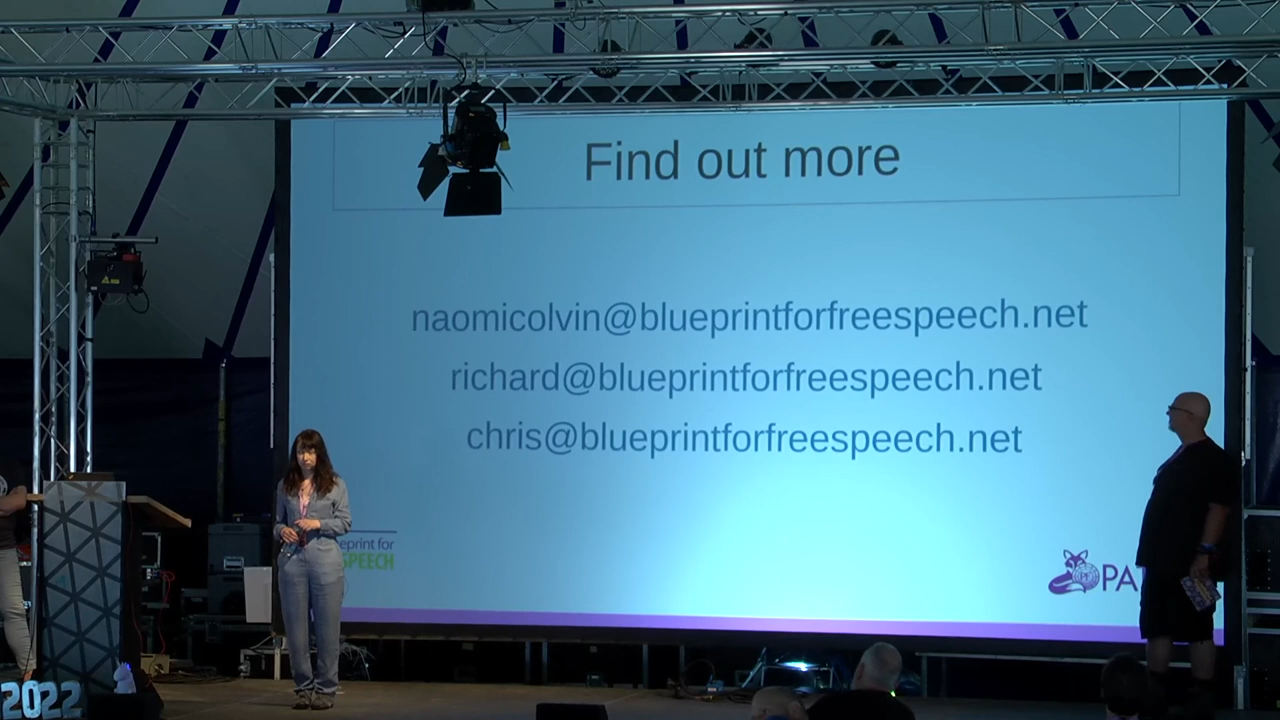 Find out more
naomicolvin@blueprintforfreespeech.net
richard@blueprintforfreespeech.net
chris@blueprintforfreespeech.net
eprint for
SPEECH
PA
2022